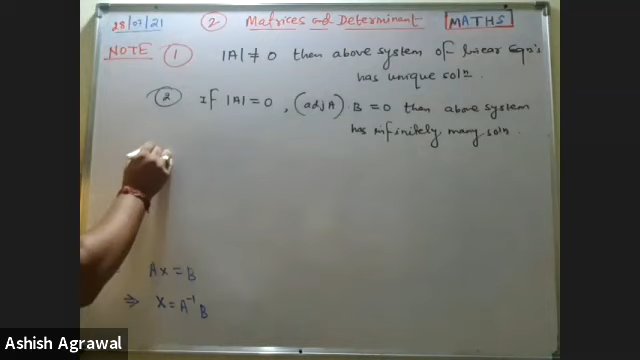 28/07/21 ② Matrices and Determinant MATHS
NOTE ① |A| ≠ 0 then above system of linear Eqn's
has unique soln.
② If |A| = 0 , (adj A) . B = 0 then above system
has infinitely many soln.
Ax = B
⇒ X = A⁻¹ B
Ashish Agrawal